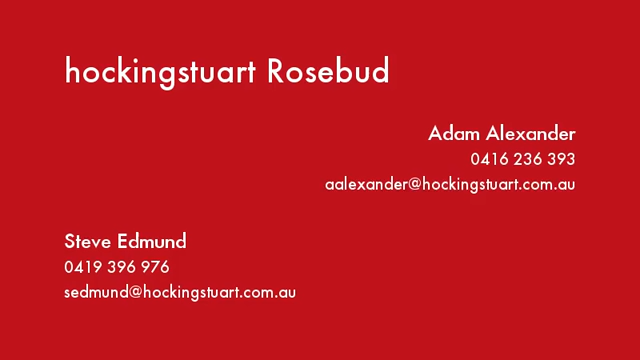 hockingstuart Rosebud
Adam Alexander
0416 236 393
aalexander@hockingstuart.com.au
Steve Edmund
0419 396 976
sedmund@hockingstuart.com.au